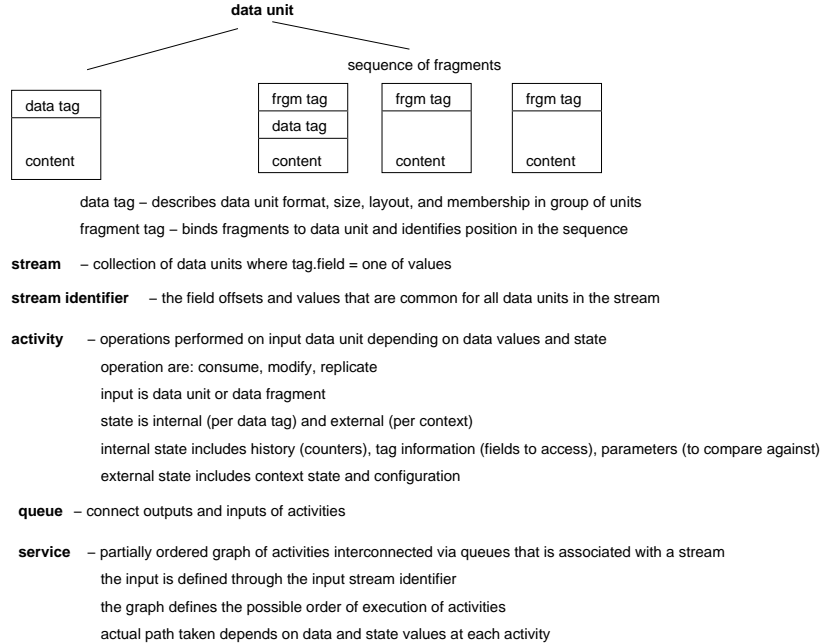 data unit
sequence of fragments
data tag
content
frgm tag
data tag
content
frgm tag
content
frgm tag
content
data tag – describes data unit format, size, layout, and membership in group of units
fragment tag – binds fragments to data unit and identifies position in the sequence
stream – collection of data units where tag.field = one of values
stream identifier – the field offsets and values that are common for all data units in the stream
activity – operations performed on input data unit depending on data values and state
operation are: consume, modify, replicate
input is data unit or data fragment
state is internal (per data tag) and external (per context)
internal state includes history (counters), tag information (fields to access), parameters (to compare against)
external state includes context state and configuration
queue – connect outputs and inputs of activities
service – partially ordered graph of activities interconnected via queues that is associated with a stream
the input is defined through the input stream identifier
the graph defines the possible order of execution of activities
actual path taken depends on data and state values at each activity